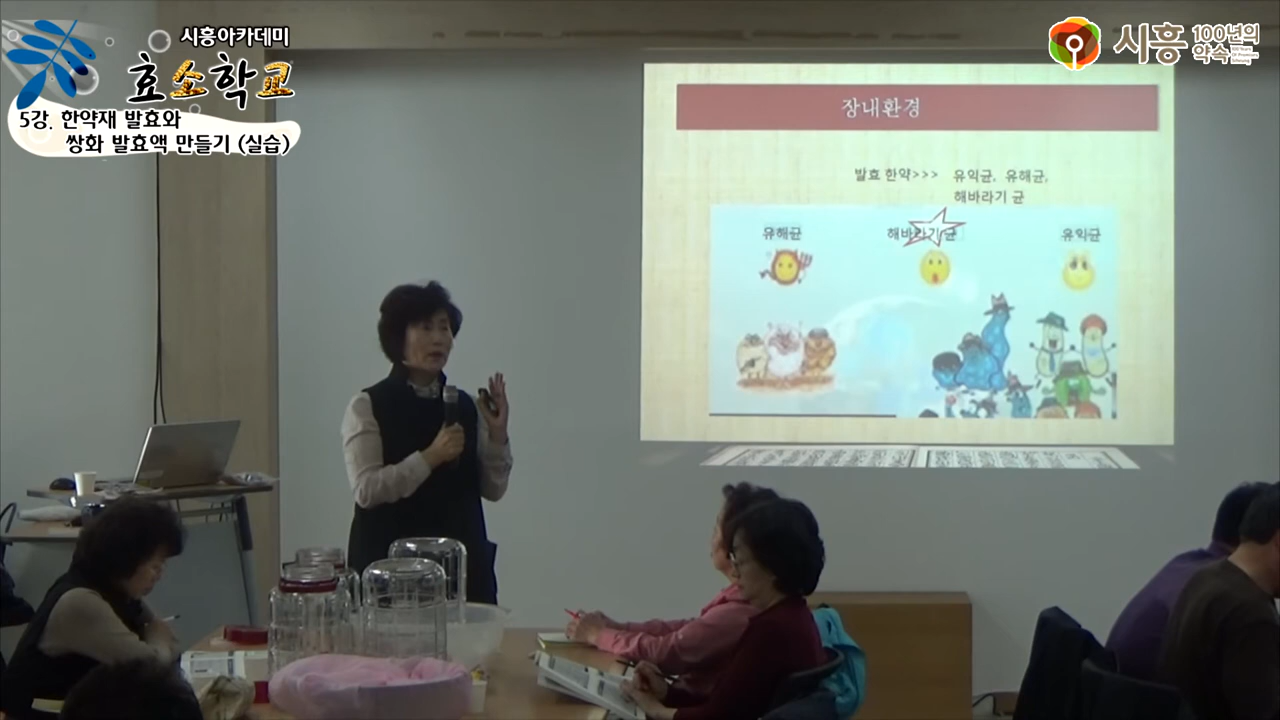 시흥아카데미
효소학교
5강. 한약재 발효와
쌍화 발효액 만들기 (실습)
시흥 100년의
약속
장내환경
발효 한약>>> 유익균, 유해균,
해바라기 균
유해균 해바라기 균 유익균